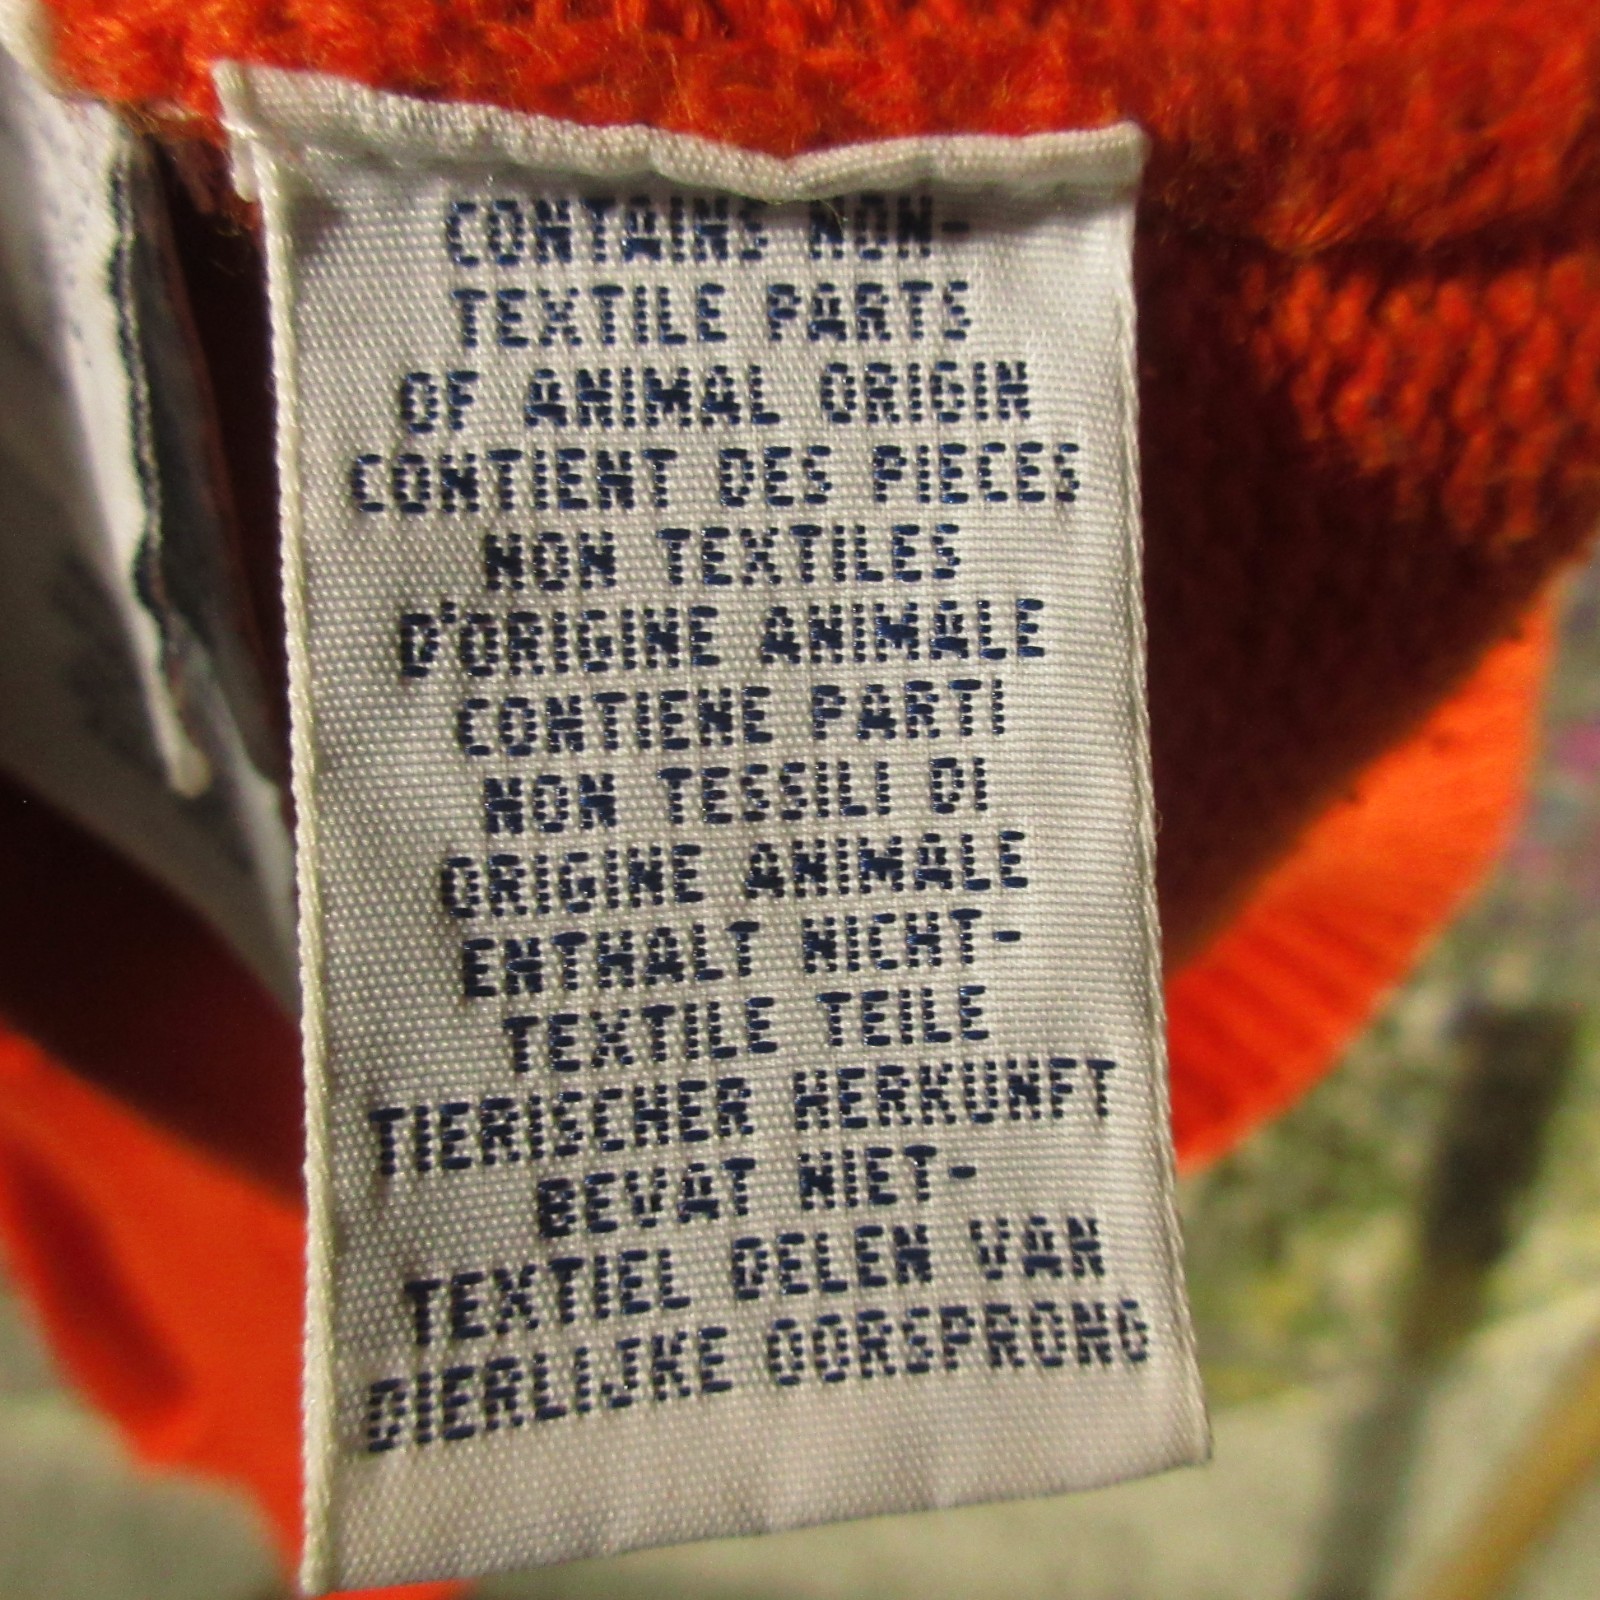 CONTAINS NON-
TEXTILE PARTS
OF ANIMAL ORIGIN
CONTIENT DES PIECES
NON TEXTILES
D'ORIGINE ANIMALE
CONTIENE PARTI
NON TESSILI DI
ORIGINE ANIMALE
ENTHALT NICHT-
TEXTILE TEILE
TIERISCHER HERKUNFT
BEVAT NIET-
TEXTIEL DELEN VAN
DIERLIJKE OORSPRONG